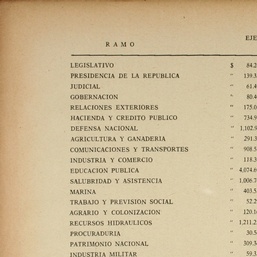 EJE
RAMO
LEGISLATIVO $ 84.2
PRESIDENCIA DE LA REPUBLICA " 139.5
JUDICIAL " 61.4
GOBERNACION " 80.4
RELACIONES EXTERIORES " 175.0
HACIENDA Y CREDITO PUBLICO " 734.9
DEFENSA NACIONAL " 1,102.9
AGRICULTURA Y GANADERIA " 291.3
COMUNICACIONES Y TRANSPORTES " 908.5
INDUSTRIA Y COMERCIO " 118.3
EDUCACION PUBLICA " 4,074.6
SALUBRIDAD Y ASISTENCIA " 1,006.7
MARINA " 403.5
TRABAJO Y PREVISION SOCIAL " 52.2
AGRARIO Y COLONIZACION " 120.1
RECURSOS HIDRAULICOS " 1,211.2
PROCURADURIA " 30.5
PATRIMONIO NACIONAL " 309.5
INDUSTRIA MILITAR " 59.3